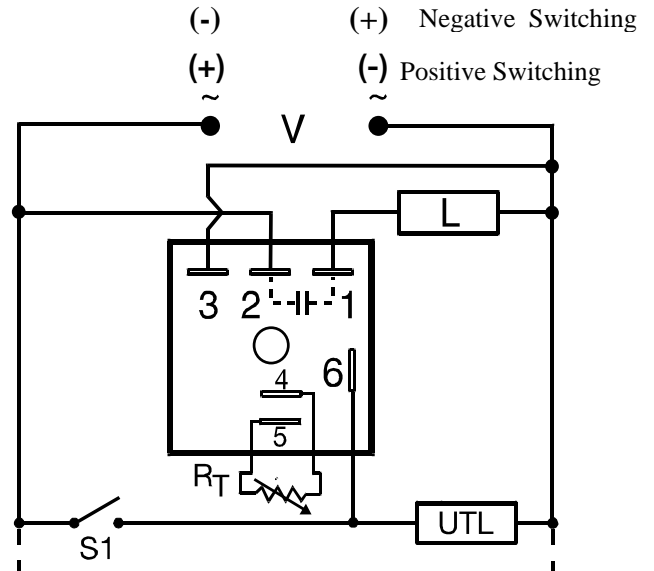 (-) (+) Negative Switching
(+) (-) Positive Switching
~ ~
V
L
3 2 1
6
4
5
RT
S1 UTL